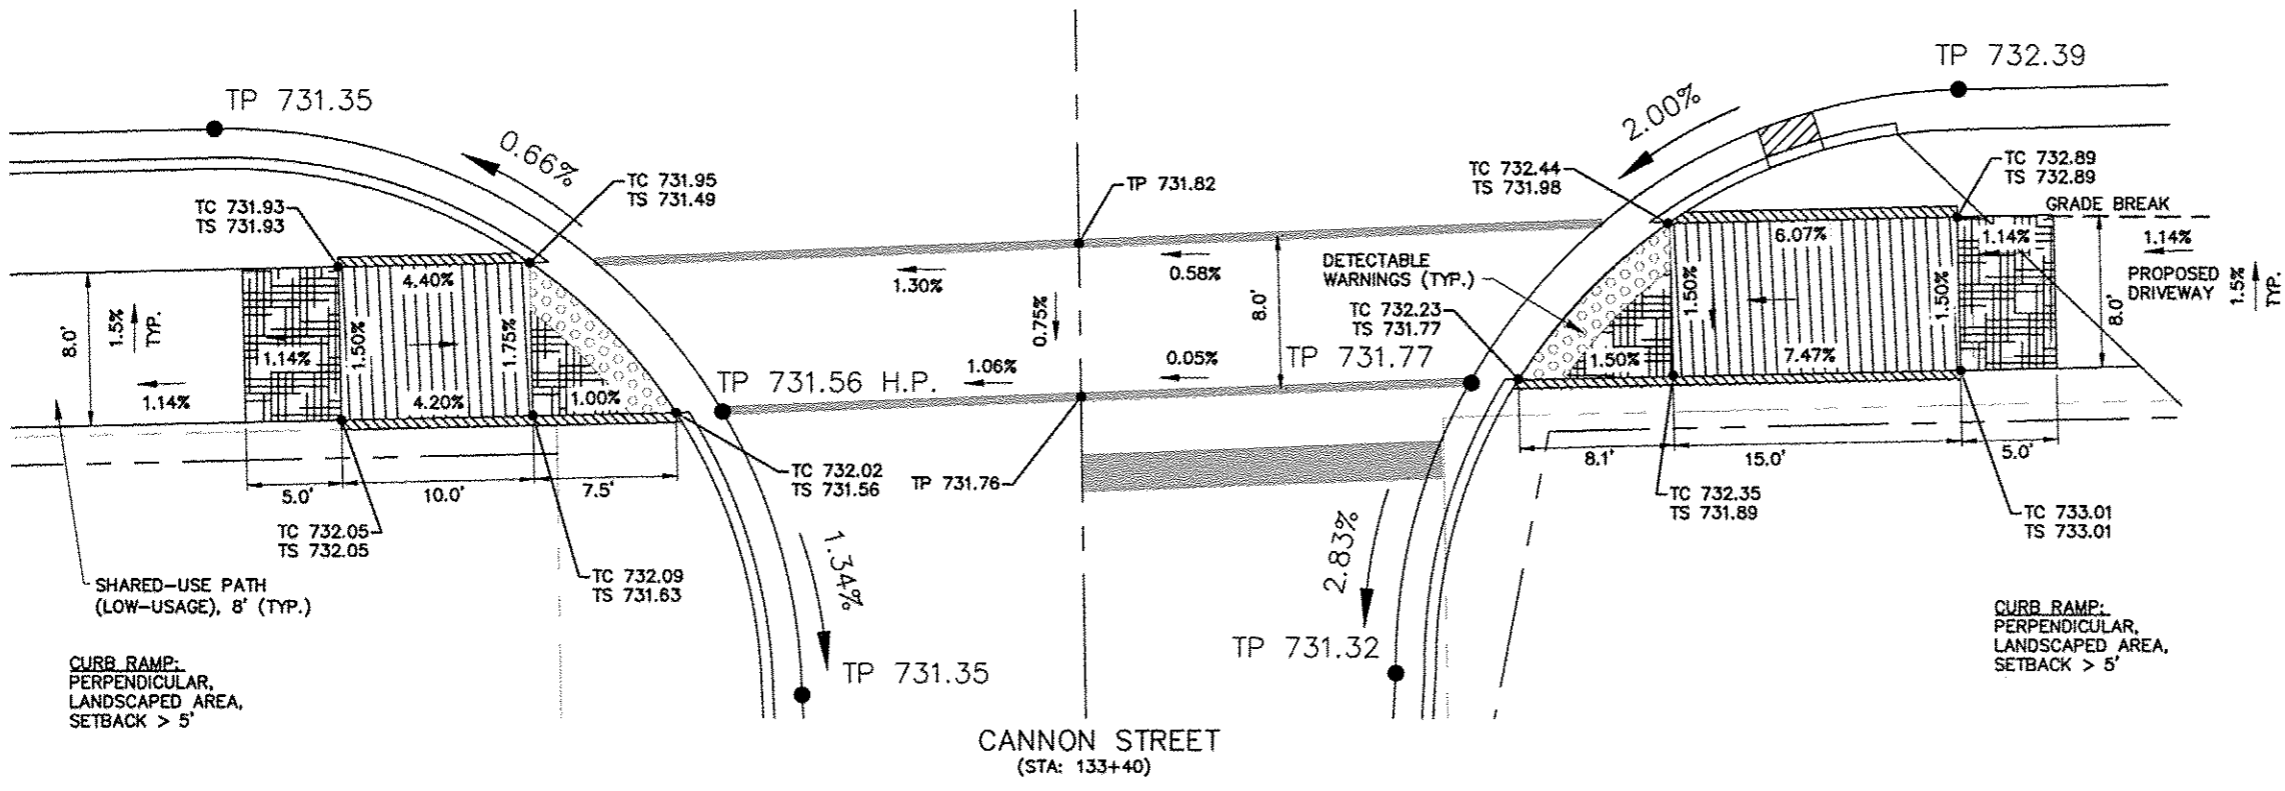 TP 731.35
0.66%
TC 731.95
TS 731.49
TC 731.93
TS 731.93
4.40%
1.50%
1.75%
4.20%
8.0'
1.5%
TYP.
1.14%
1.14%
1.00%
5.0'
10.0'
7.5'
TC 732.05
TS 732.05
TC 732.09
TS 731.63
TC 732.02
TS 731.56
TP 731.56 H.P.
1.34%
TP 731.35
SHARED-USE PATH
(LOW-USAGE), 8' (TYP.)
CURB RAMP:
PERPENDICULAR,
LANDSCAPED AREA,
SETBACK > 5'
TP 731.82
1.30%
0.58%
0.75%
8.0'
1.06%
0.05%
TP 731.76
CANNON STREET
(STA: 133+40)
TP 732.39
2.00%
TC 732.44
TS 731.98
DETECTABLE
WARNINGS (TYP.)
TC 732.23
TS 731.77
TP 731.77
TC 732.89
TS 732.89
GRADE BREAK
6.07%
1.14%
1.14%
PROPOSED
DRIVEWAY
1.5%
TYP.
1.50%
1.50%
8.0'
1.50%
7.47%
8.1'
15.0'
5.0'
TC 732.35
TS 731.89
TC 733.01
TS 733.01
2.83%
TP 731.32
CURB RAMP:
PERPENDICULAR,
LANDSCAPED AREA,
SETBACK > 5'